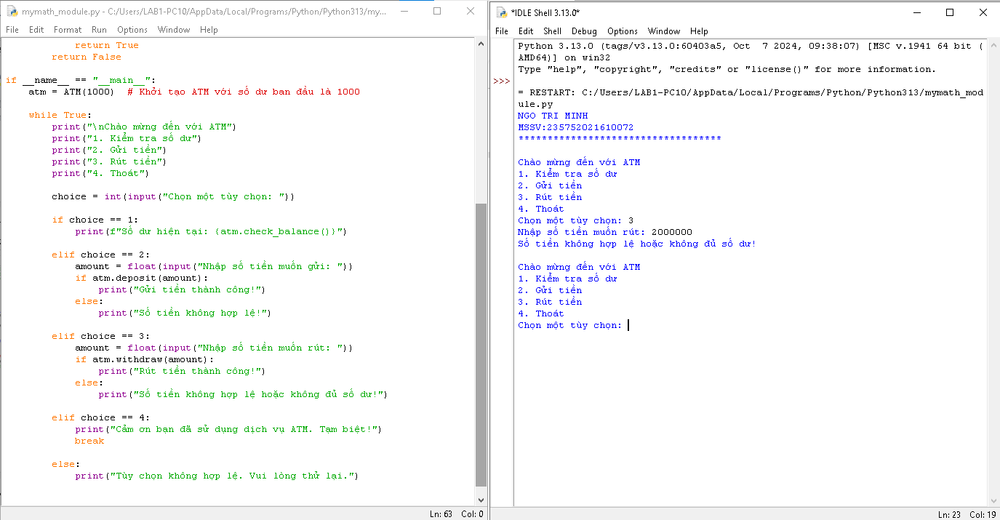 mymath_module.py - C:/Users/LAB1-PC10/AppData/Local/Programs/Python/Python313/my...
File Edit Format Run Options Window Help
            return True
        return False

if __name__ == "__main__":
    atm = ATM(1000)  # Khởi tạo ATM với số dư ban đầu là 1000

    while True:
        print("\nChào mừng đến với ATM")
        print("1. Kiểm tra số dư")
        print("2. Gửi tiền")
        print("3. Rút tiền")
        print("4. Thoát")

        choice = int(input("Chọn một tùy chọn: "))

        if choice == 1:
            print(f"Số dư hiện tại: {atm.check_balance()}")

        elif choice == 2:
            amount = float(input("Nhập số tiền muốn gửi: "))
            if atm.deposit(amount):
                print("Gửi tiền thành công!")
            else:
                print("Số tiền không hợp lệ!")

        elif choice == 3:
            amount = float(input("Nhập số tiền muốn rút: "))
            if atm.withdraw(amount):
                print("Rút tiền thành công!")
            else:
                print("Số tiền không hợp lệ hoặc không đủ số dư!")

        elif choice == 4:
            print("Cảm ơn bạn đã sử dụng dịch vụ ATM. Tạm biệt!")
            break

        else:
            print("Tùy chọn không hợp lệ. Vui lòng thử lại.")
Ln: 63 Col: 0
*IDLE Shell 3.13.0*
File Edit Shell Debug Options Window Help
Python 3.13.0 (tags/v3.13.0:60403a5, Oct  7 2024, 09:38:07) [MSC v.1941 64 bit (
AMD64)] on win32
Type "help", "copyright", "credits" or "license()" for more information.
>>>
= RESTART: C:/Users/LAB1-PC10/AppData/Local/Programs/Python/Python313/mymath_mod
ule.py
NGO TRI MINH
MSSV:235752021610072
***********************************

Chào mừng đến với ATM
1. Kiểm tra số dư
2. Gửi tiền
3. Rút tiền
4. Thoát
Chọn một tùy chọn: 3
Nhập số tiền muốn rút: 2000000
Số tiền không hợp lệ hoặc không đủ số dư!

Chào mừng đến với ATM
1. Kiểm tra số dư
2. Gửi tiền
3. Rút tiền
4. Thoát
Chọn một tùy chọn:
Ln: 23 Col: 19